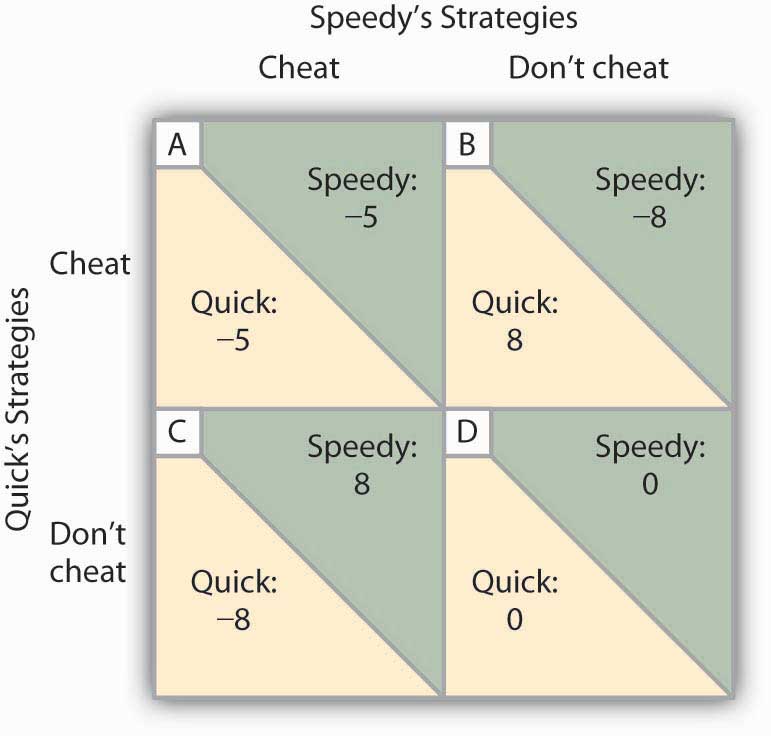 Speedy’s Strategies
Cheat
Don’t cheat
Quick’s Strategies
Cheat
A
Speedy:
−5
Quick:
−5
B
Speedy:
−8
Quick:
8
Don’t
cheat
C
Speedy:
8
Quick:
−8
D
Speedy:
0
Quick:
0